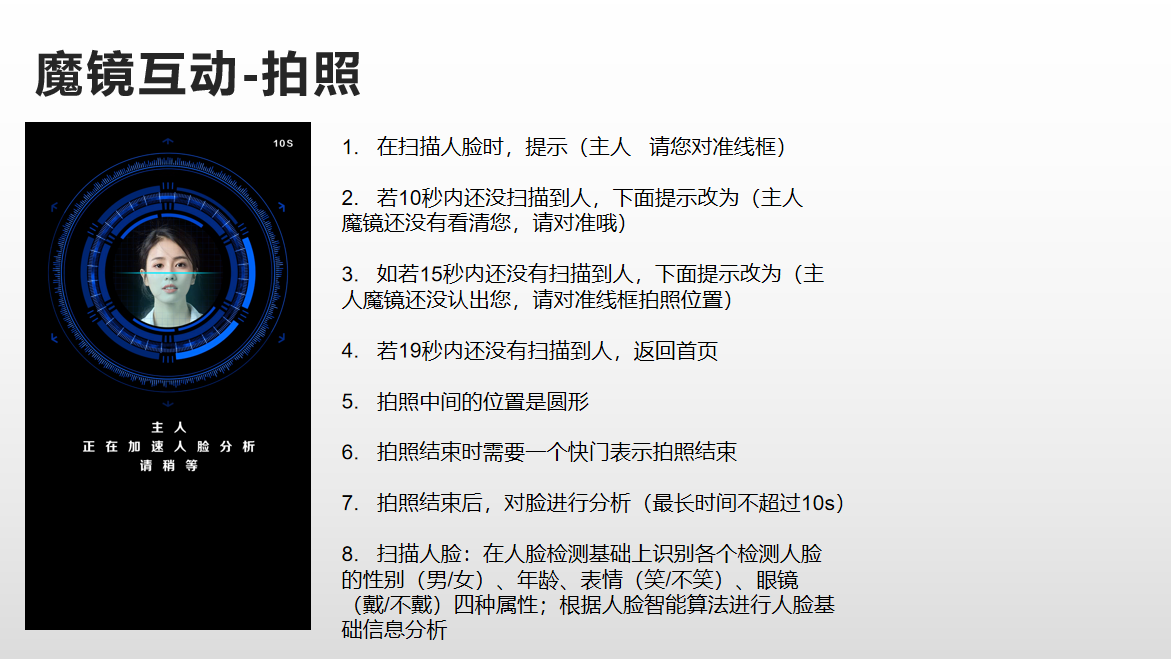 魔镜互动-拍照
10S
主 人
正 在 加 速 人 脸 分 析
请 稍 等
1. 在扫描人脸时，提示（主人 请您对准线框）
2. 若10秒内还没扫描到人，下面提示改为（主人
魔镜还没有看清您，请对准哦）
3. 如若15秒内还没有扫描到人，下面提示改为（主
人魔镜还没认出您，请对准线框拍照位置）
4. 若19秒内还没有扫描到人，返回首页
5. 拍照中间的位置是圆形
6. 拍照结束时需要一个快门表示拍照结束
7. 拍照结束后，对脸进行分析（最长时间不超过10s）
8. 扫描人脸：在人脸检测基础上识别各个检测人脸
的性别（男/女）、年龄、表情（笑/不笑）、眼镜
（戴/不戴）四种属性；根据人脸智能算法进行人脸基
础信息分析